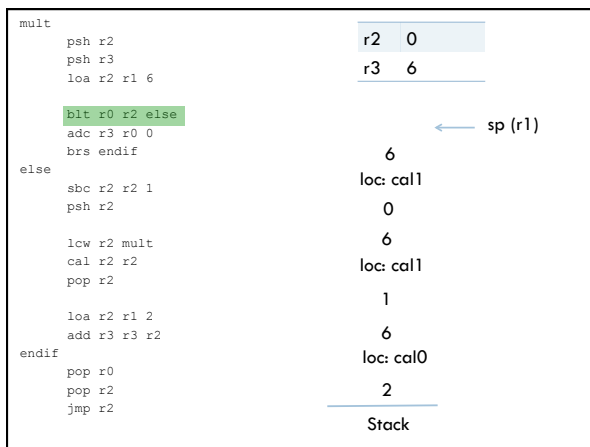 mult
psh r2
psh r3
loa r2 r1 6
blt r0 r2 else
adc r3 r0 0
brs endif
else
sbc r2 r2 1
psh r2
lcw r2 mult
cal r2 r2
pop r2
loa r2 r1 2
add r3 r3 r2
endif
pop r0
pop r2
jmp r2
r2 0
r3 6
sp (r1)
6
loc: cal1
0
6
loc: cal1
1
6
loc: cal0
2
Stack